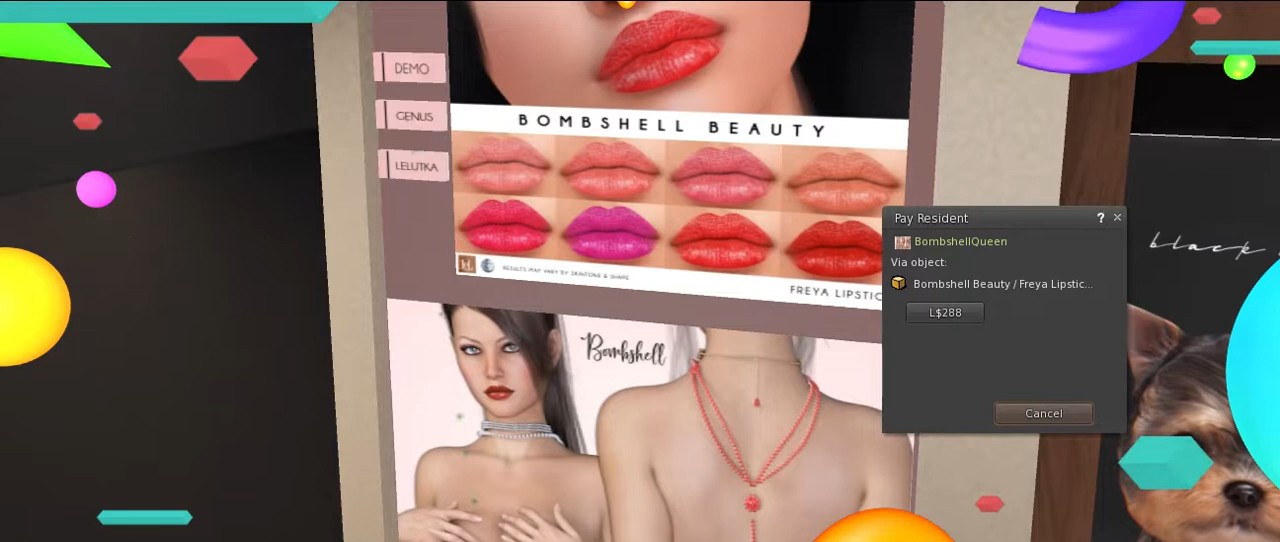 DEMO
GENUS
LELUTKA
BOMBSHELL BEAUTY
RESULTS MAY VARY BY SKINTONE & SHAPE
FREYA LIPSTIC
Bombshell
Pay Resident
? ×
BombshellQueen
Via object:
Bombshell Beauty / Freya Lipstic...
L$288
Cancel
black